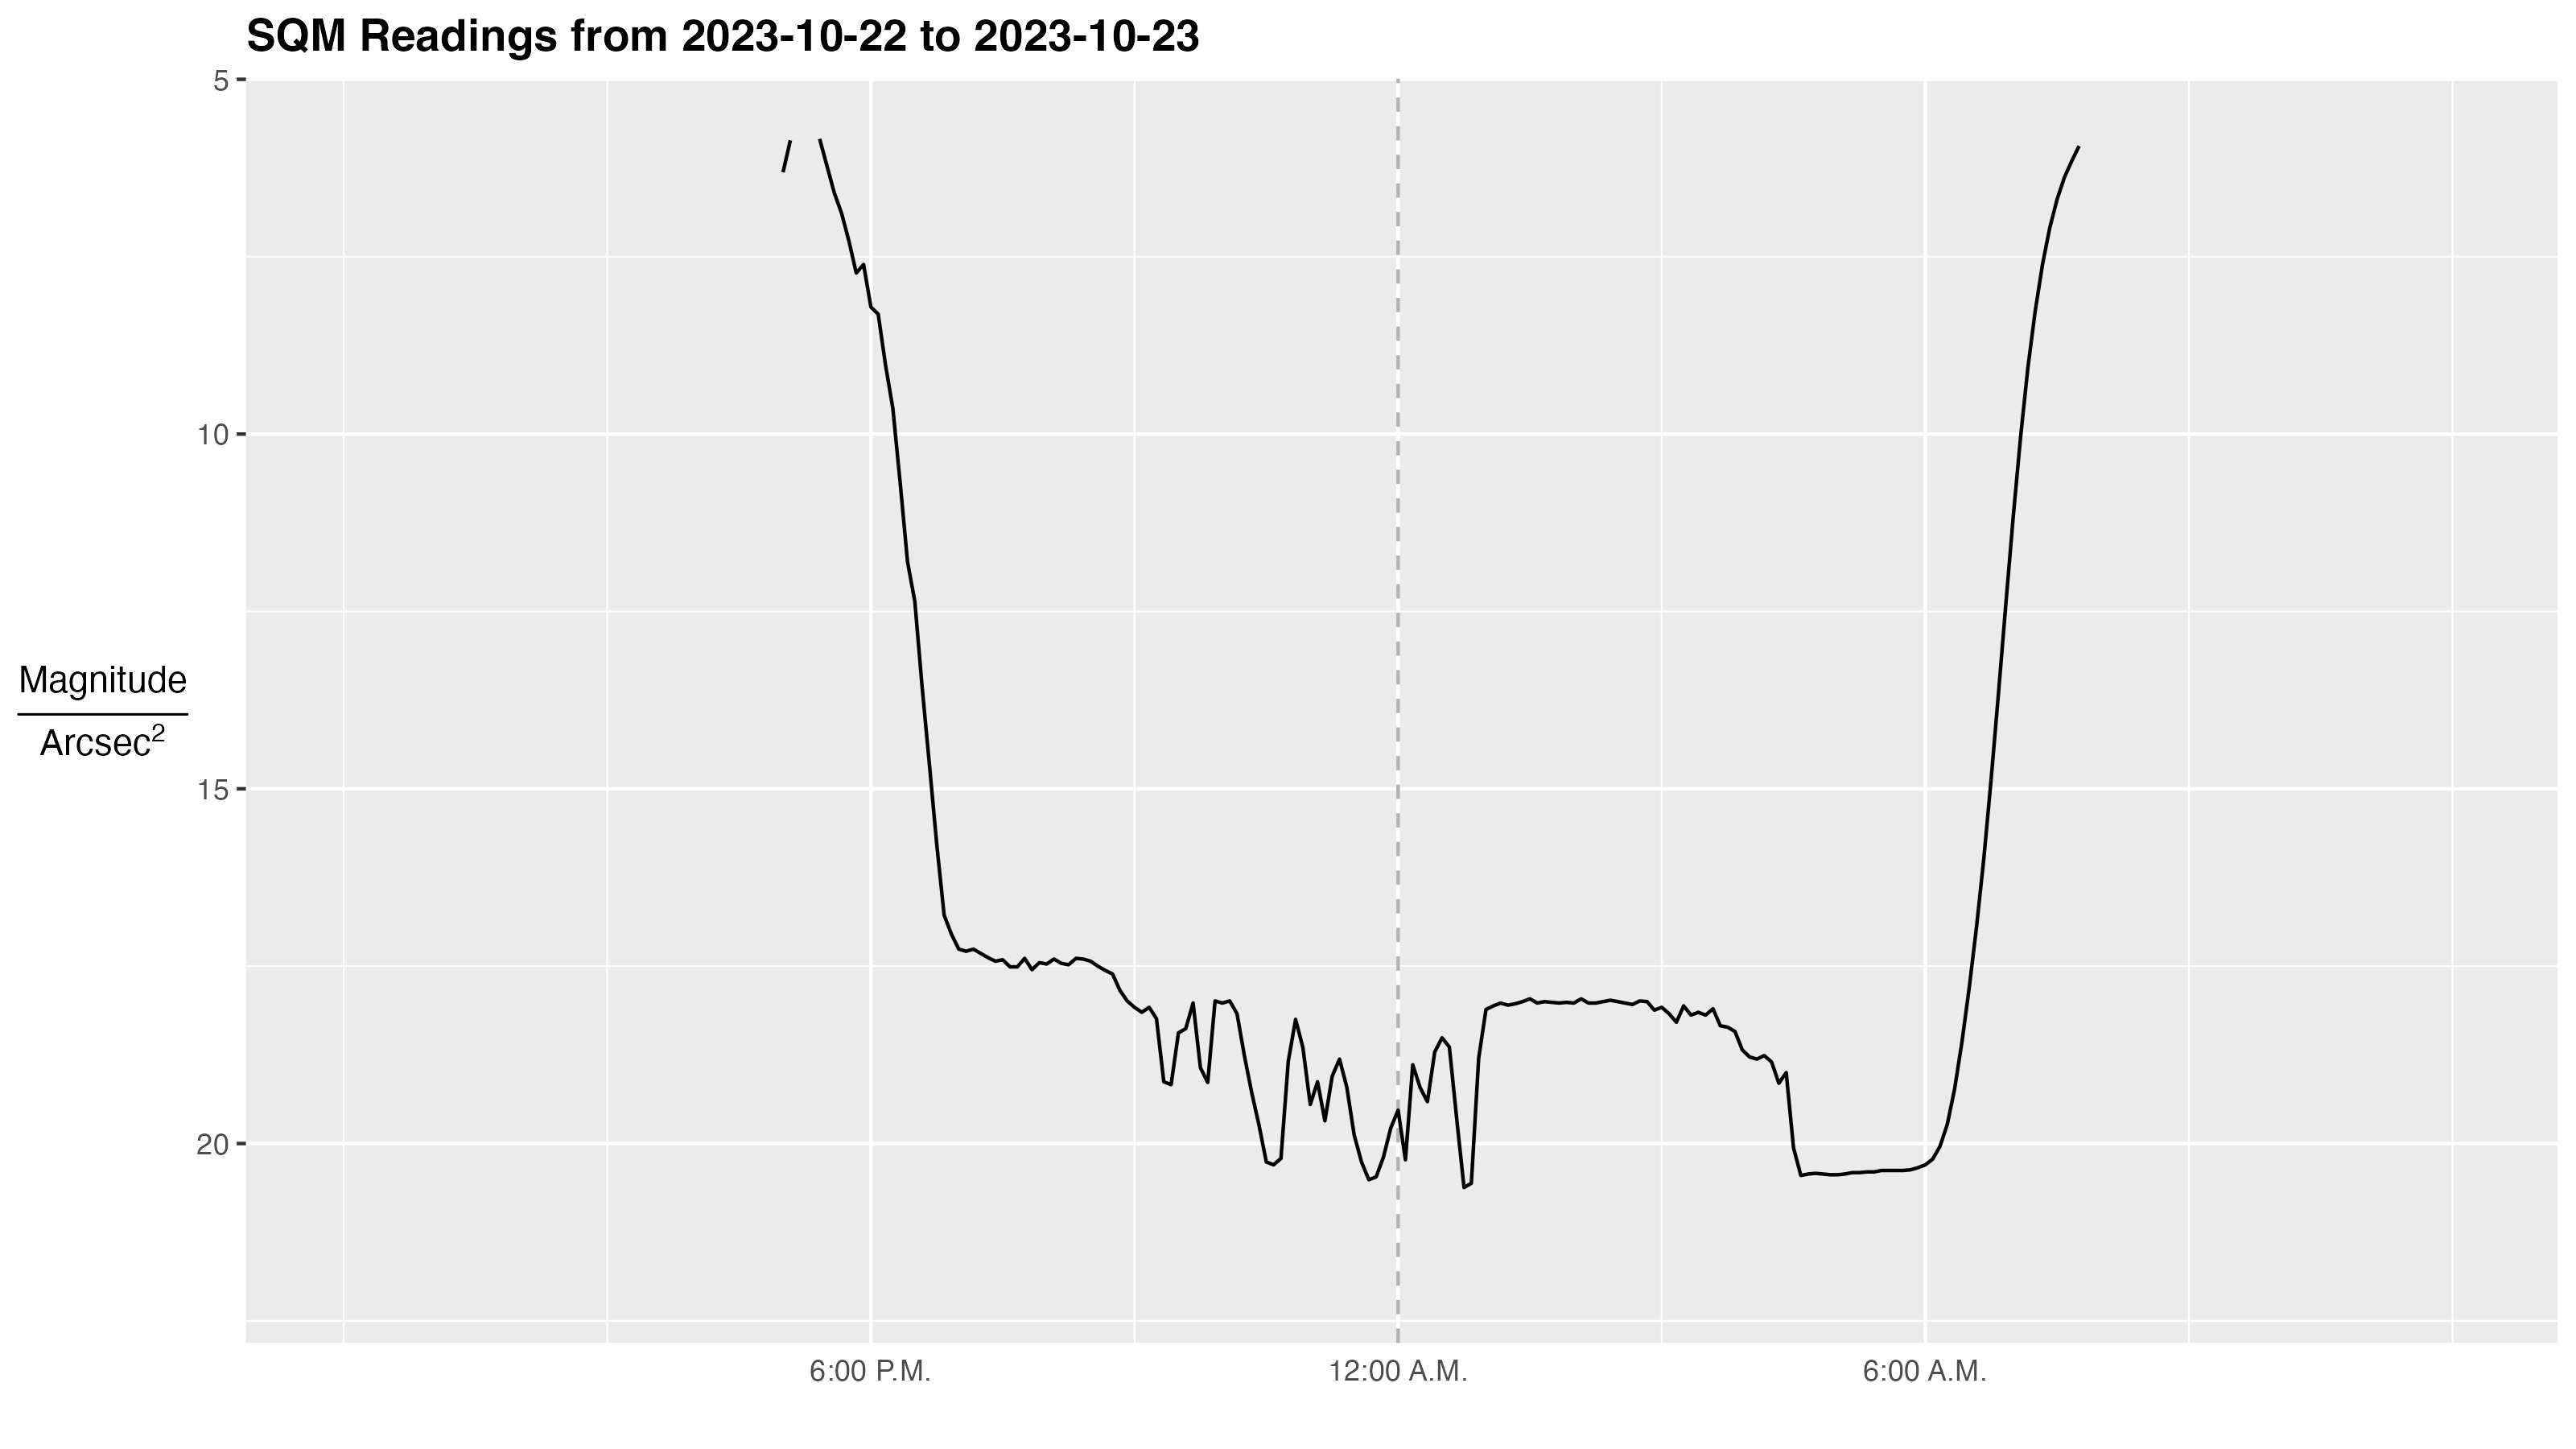 SQM Readings from 2023-10-22 to 2023-10-23
5
10
15
20
Magnitude
Arcsec²
6:00 P.M.
12:00 A.M.
6:00 A.M.